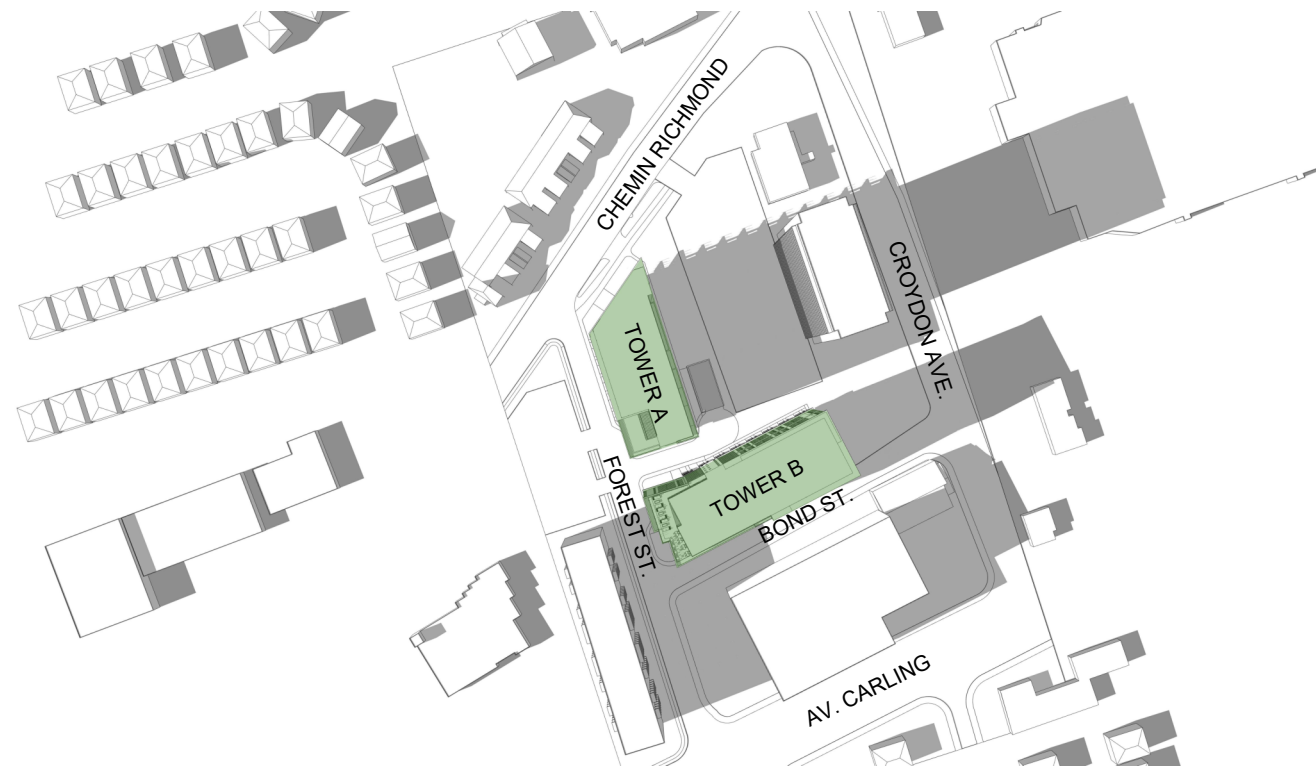 CHEMIN RICHMOND
CROYDON AVE.
TOWER A
TOWER B
FOREST ST.
BOND ST.
AV. CARLING